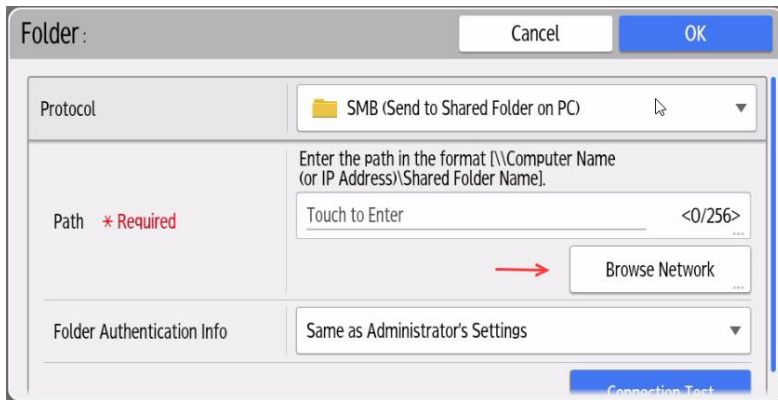 Folder :
Cancel
OK
Protocol
SMB (Send to Shared Folder on PC)
Enter the path in the format [\\Computer Name
(or IP Address)\Shared Folder Name].
Path * Required
Touch to Enter
<0/256>
...
Browse Network
...
Folder Authentication Info
Same as Administrator's Settings
Connection Test